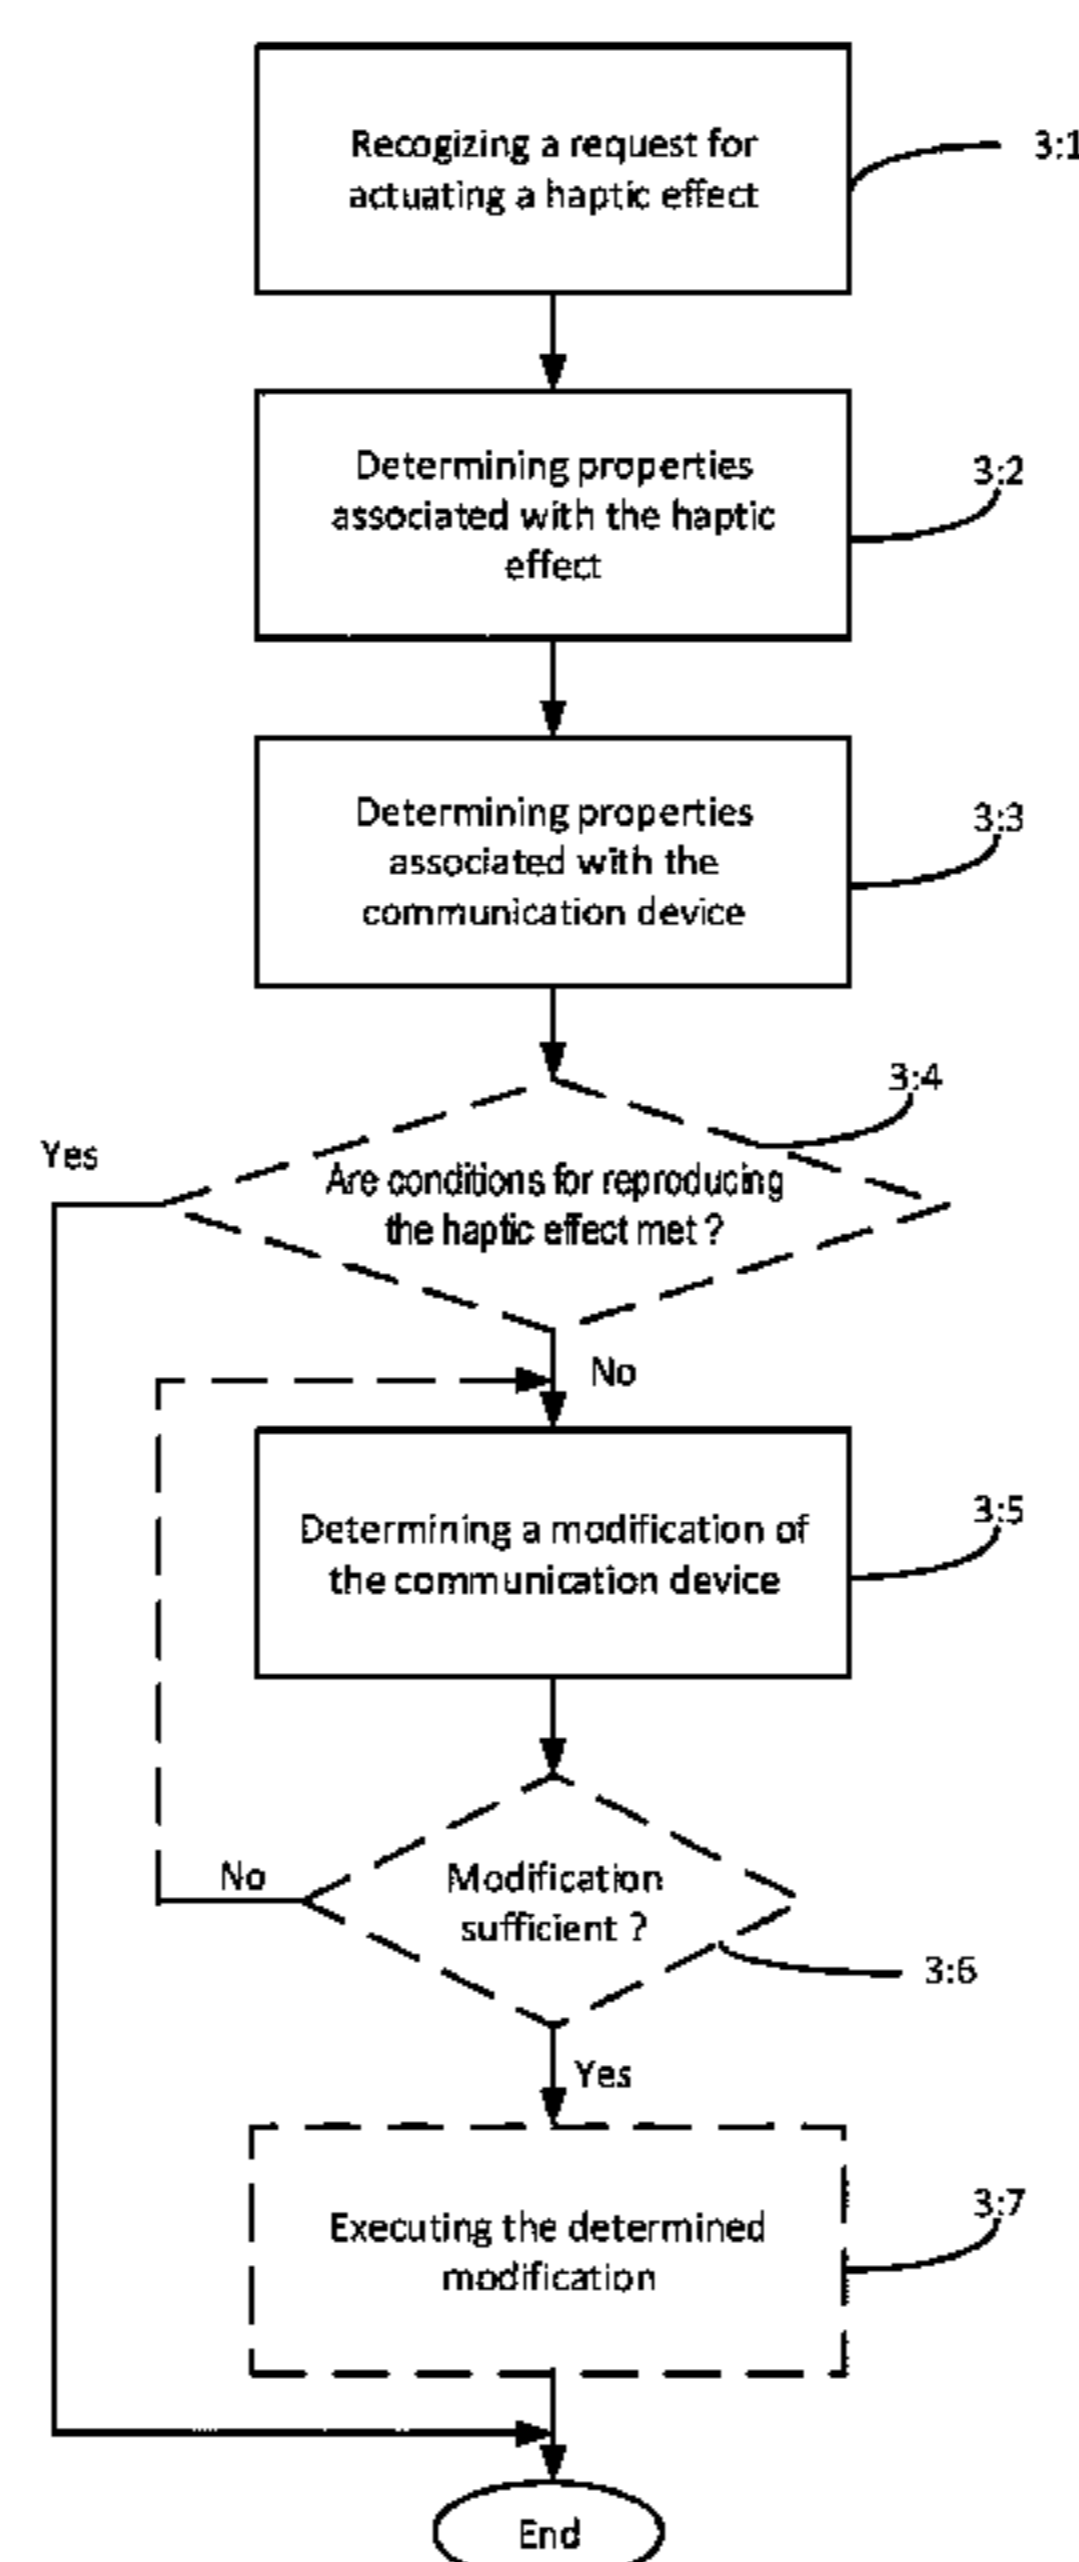 Recogizing a request for
actuating a haptic effect
3:1
Determining properties
associated with the haptic
effect
3:2
Determining properties
associated with the
communication device
3:3
3:4
Yes
Are conditions for reproducing
the haptic effect met ?
No
Determining a modification of
the communication device
3:5
No
Modification
sufficient ?
3:6
Yes
Executing the determined
modification
3:7
End